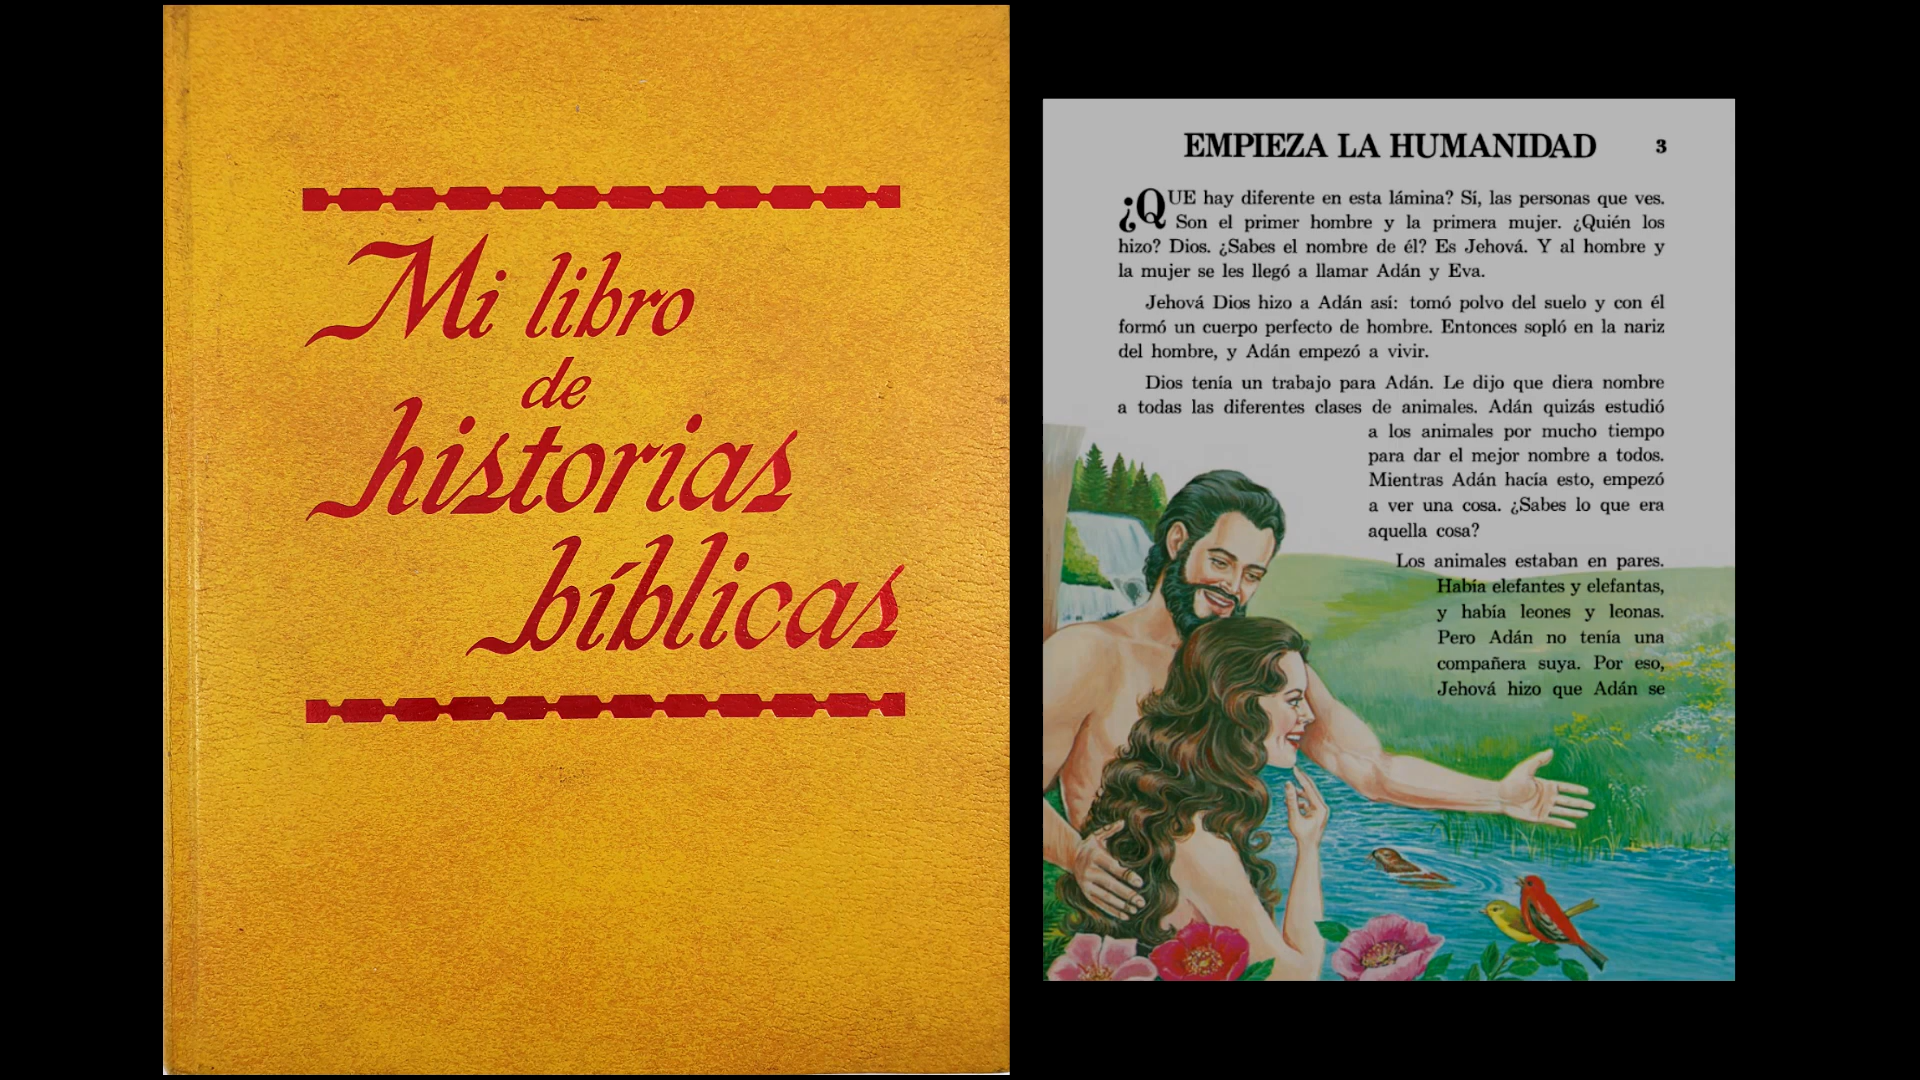 Mi libro
de
historias
bíblicas
EMPIEZA LA HUMANIDAD 3
¿QUE hay diferente en esta lámina? Sí, las personas que ves.
Son el primer hombre y la primera mujer. ¿Quién los
hizo? Dios. ¿Sabes el nombre de él? Es Jehová. Y al hombre y
la mujer se les llegó a llamar Adán y Eva.
Jehová Dios hizo a Adán así: tomó polvo del suelo y con él
formó un cuerpo perfecto de hombre. Entonces sopló en la nariz
del hombre, y Adán empezó a vivir.
Dios tenía un trabajo para Adán. Le dijo que diera nombre
a todas las diferentes clases de animales. Adán quizás estudió
a los animales por mucho tiempo
para dar el mejor nombre a todos.
Mientras Adán hacía esto, empezó
a ver una cosa. ¿Sabes lo que era
aquella cosa?
Los animales estaban en pares.
Había elefantes y elefantas,
y había leones y leonas.
Pero Adán no tenía una
compañera suya. Por eso,
Jehová hizo que Adán se